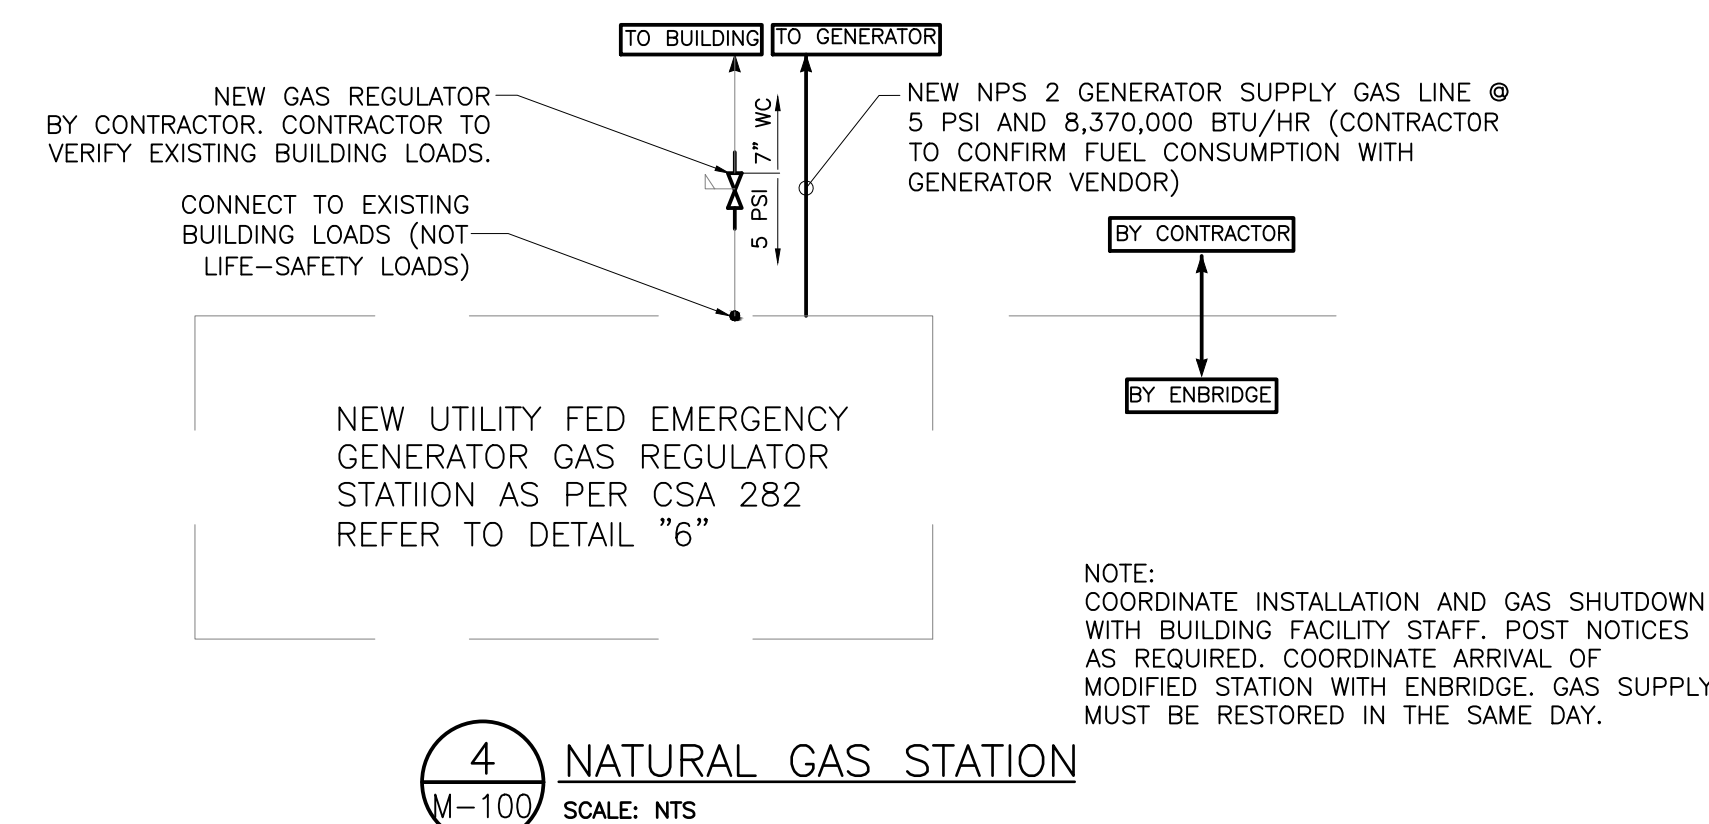 TO BUILDING
TO GENERATOR
NEW GAS REGULATOR
BY CONTRACTOR. CONTRACTOR TO
VERIFY EXISTING BUILDING LOADS.
7" WC
5 PSI
NEW NPS 2 GENERATOR SUPPLY GAS LINE @
5 PSI AND 8,370,000 BTU/HR (CONTRACTOR
TO CONFIRM FUEL CONSUMPTION WITH
GENERATOR VENDOR)
CONNECT TO EXISTING
BUILDING LOADS (NOT
LIFE-SAFETY LOADS)
BY CONTRACTOR
BY ENBRIDGE
NEW UTILITY FED EMERGENCY
GENERATOR GAS REGULATOR
STATIION AS PER CSA 282
REFER TO DETAIL "6"
NOTE:
COORDINATE INSTALLATION AND GAS SHUTDOWN
WITH BUILDING FACILITY STAFF. POST NOTICES
AS REQUIRED. COORDINATE ARRIVAL OF
MODIFIED STATION WITH ENBRIDGE. GAS SUPPLY
MUST BE RESTORED IN THE SAME DAY.
4
M-100
NATURAL GAS STATION
SCALE: NTS